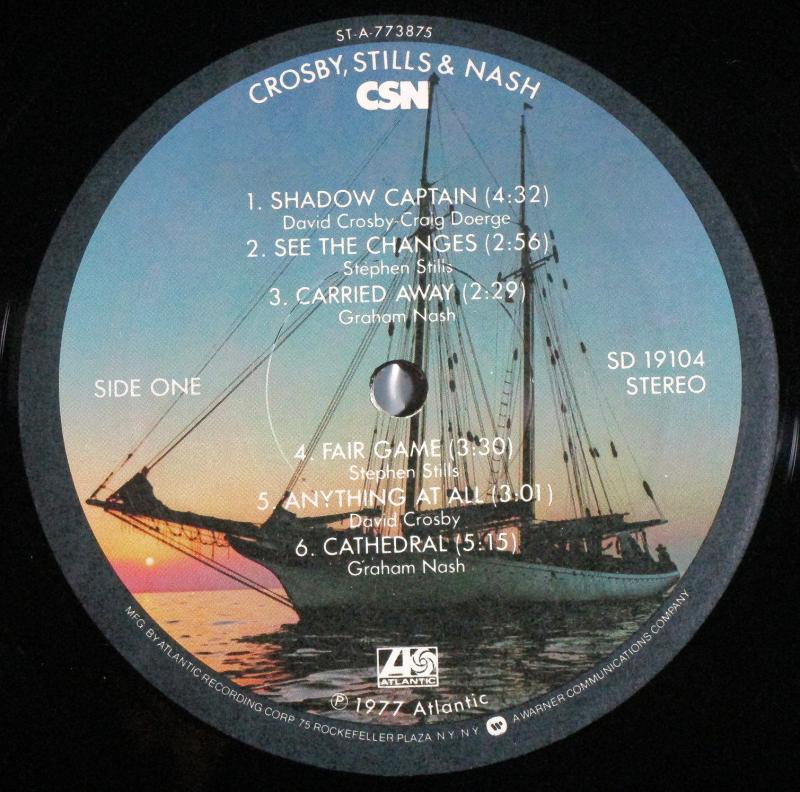 ST-A-773875
CROSBY, STILLS & NASH
CSN
1. SHADOW CAPTAIN (4:32)
David Crosby-Craig Doerge
2. SEE THE CHANGES (2:56)
Stephen Stills
3. CARRIED AWAY (2:29)
Graham Nash
SIDE ONE
SD 19104
STEREO
4. FAIR GAME (3:30)
Stephen Stills
5. ANYTHING AT ALL (3:01)
David Crosby
6. CATHEDRAL (5:15)
Graham Nash
ATLANTIC
℗ 1977 Atlantic
MFG. BY ATLANTIC RECORDING CORP. 75 ROCKEFELLER PLAZA N.Y. N.Y. A WARNER COMMUNICATIONS COMPANY